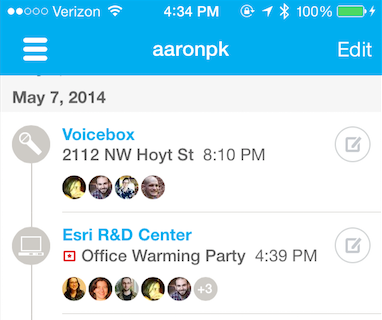 Verizon 4:34 PM 100%
aaronpk Edit
May 7, 2014
Voicebox
2112 NW Hoyt St 8:10 PM
Esri R&D Center
Office Warming Party 4:39 PM
+3